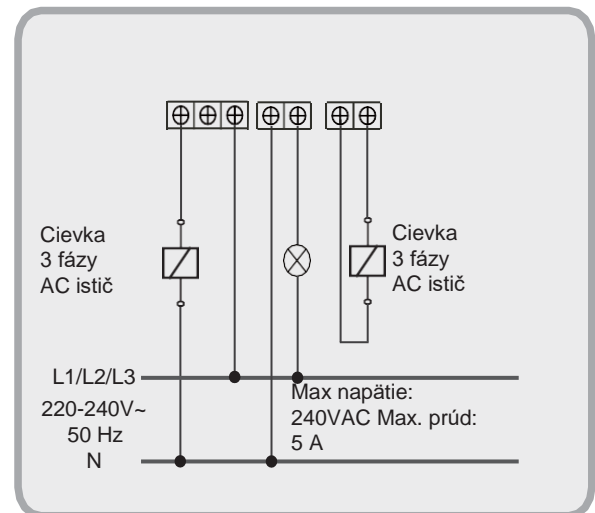 Cievka
3 fázy
AC istič
Cievka
3 fázy
AC istič
L1/L2/L3
220-240V~
50 Hz
N
Max napätie:
240VAC Max. prúd:
5 A